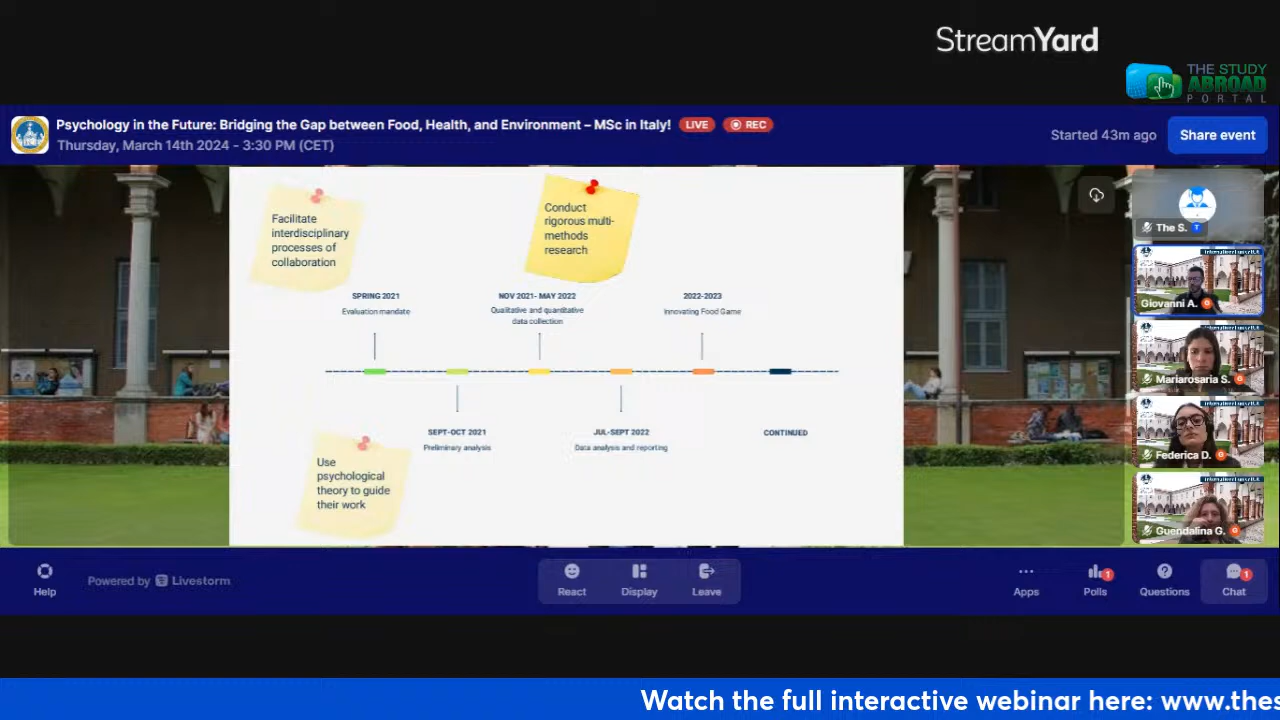 StreamYard
THE STUDY
ABROAD
PORTAL
Psychology in the Future: Bridging the Gap between Food, Health, and Environment – MSc in Italy!
LIVE
REC
Thursday, March 14th 2024 - 3:30 PM (CET)
Started 43m ago
Share event
Facilitate
interdisciplinary
processes of
collaboration
Conduct
rigorous multi-
methods
research
SPRING 2021
Evaluation mandate
NOV 2021- MAY 2022
Qualitative and quantitative
data collection
2022-2023
Innovating Food Game
SEPT-OCT 2021
Preliminary analysis
JUL-SEPT 2022
Data analysis and reporting
CONTINUED
Use
psychological
theory to guide
their work
The S.
T
Giovanni A.
Mariarosaria S.
Federica D.
Guendalina G.
Help
Powered by Livestorm
React
Display
Leave
Apps
Polls
1
Questions
Chat
1
Watch the full interactive webinar here: www.thes